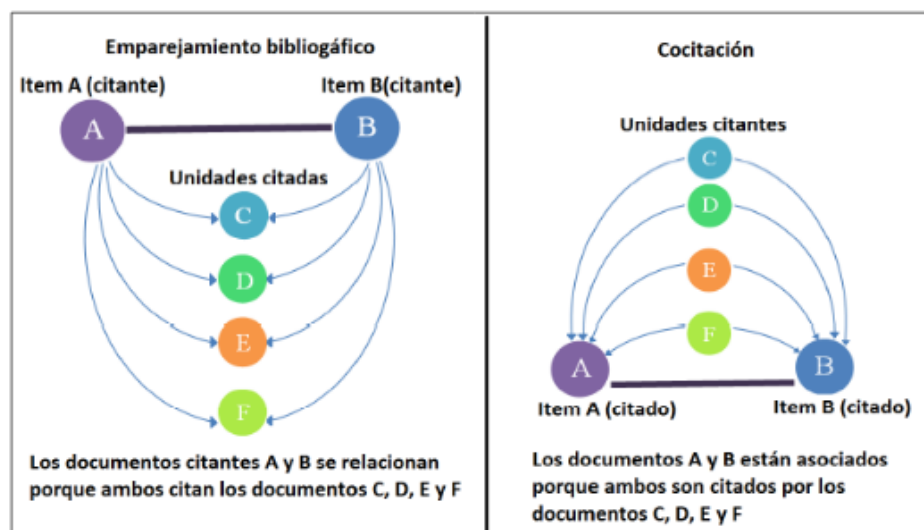 Emparejamiento bibliogáfico
Item A (citante)
Item B(citante)
A
B
Unidades citadas
C
D
E
F
Los documentos citantes A y B se relacionan
porque ambos citan los documentos C, D, E y F
Cocitación
Unidades citantes
C
D
E
F
A
B
Item A (citado)
Item B (citado)
Los documentos A y B están asociados
porque ambos son citados por los
documentos C, D, E y F